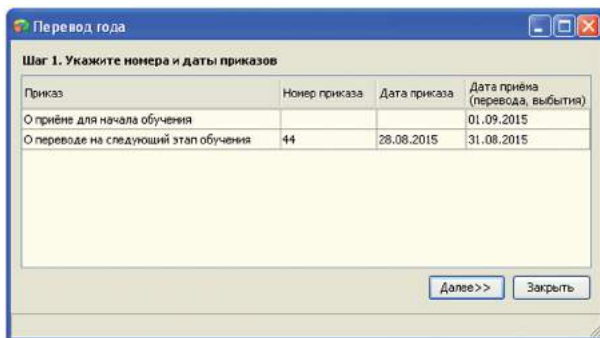 Перевод года
Шаг 1. Укажите номера и даты приказов
Приказ Номер приказа Дата приказа Дата приёма
(перевода, выбытия)
О приёме для начала обучения 01.09.2015
О переводе на следующий этап обучения 44 28.08.2015 31.08.2015
Далее>> Закрыть